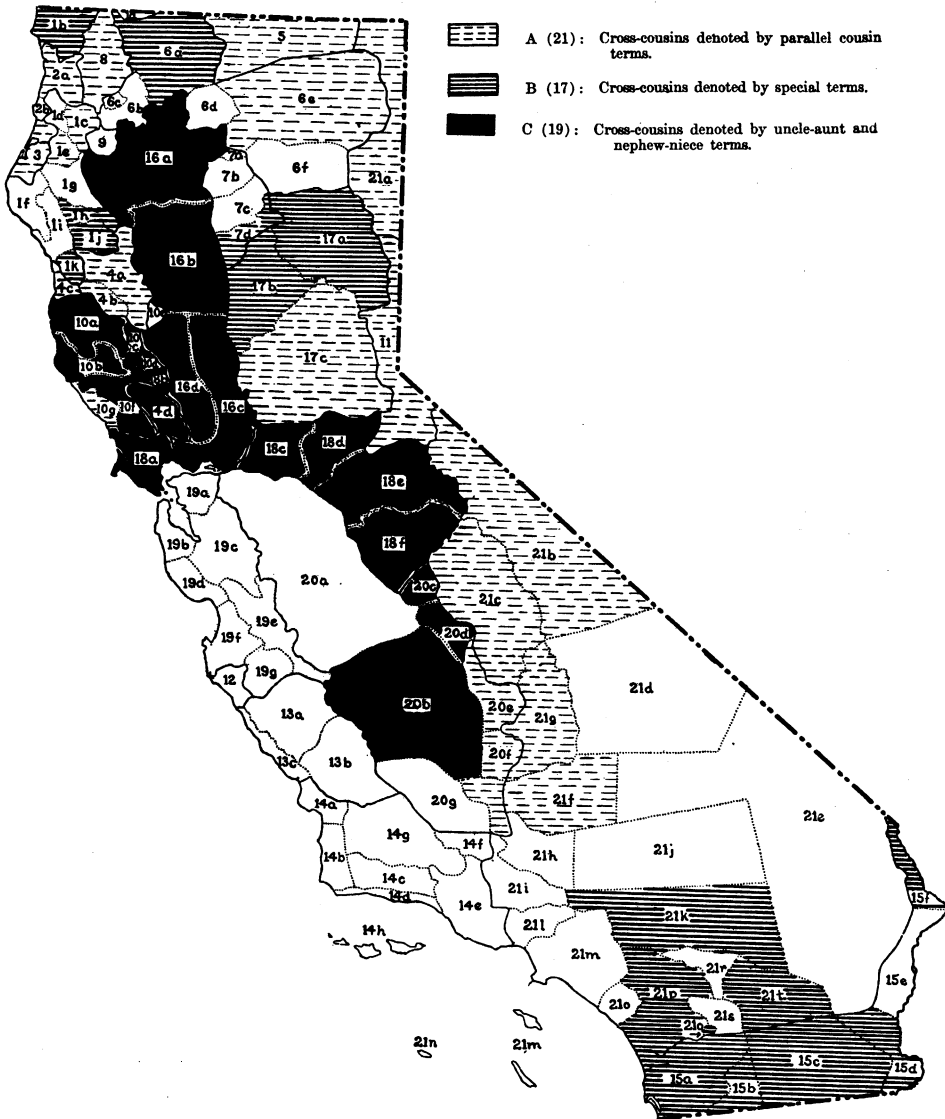 A (21): Cross-cousins denoted by parallel cousin
terms.
B (17): Cross-cousins denoted by special terms.
C (19): Cross-cousins denoted by uncle-aunt and
nephew-niece terms.
1b
6a
5
8
2a
6c
6b
6d
6e
2b
1d
1c
9
3
1e
16a
7a
7b
6f
21a
1g
1f
1h
7c
1i
1j
7d
17a
16b
1k
4a
17b
4c
4b
10a
11
17c
10b
16d
16c
10g
10f
4d
18a
18c
18d
18e
19a
18f
19b
19c
21b
20a
20c
21c
19d
19e
20d
19f
21d
12
19g
20b
20e
21g
13a
20f
13c
13b
20g
21f
14a
14g
14f
21e
14b
21h
21j
14c
14d
21i
14e
21k
15f
21l
14h
21m
21r
15e
21o
21p
21t
21s
21q
21n
21m
15c
15d
15a
15b